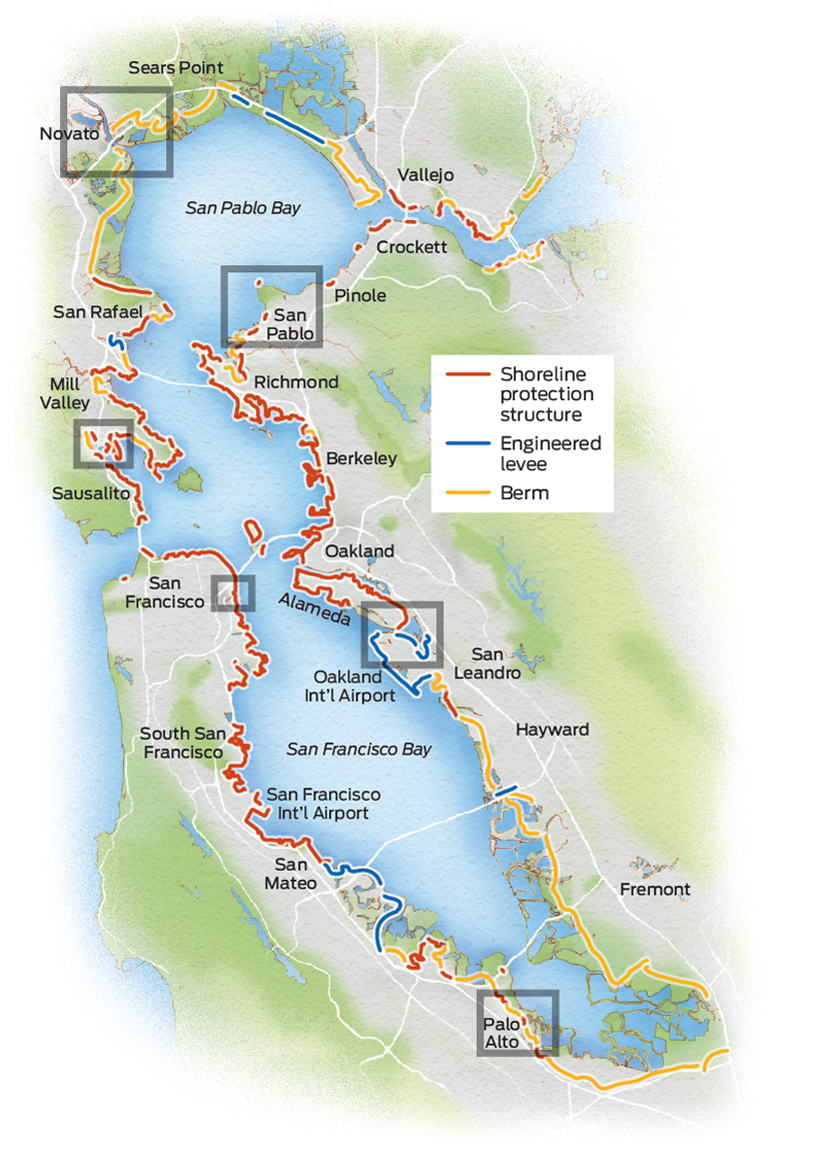 Sears Point
Novato
Vallejo
San Pablo Bay
Crockett
Pinole
San Rafael
San
Pablo
Richmond
Mill
Valley
Shoreline
protection
structure
Engineered
levee
Berm
Berkeley
Sausalito
Oakland
San
Francisco
Alameda
San
Leandro
Oakland
Int'l Airport
Hayward
South San
Francisco
San Francisco Bay
San Francisco
Int'l Airport
San
Mateo
Fremont
Palo
Alto